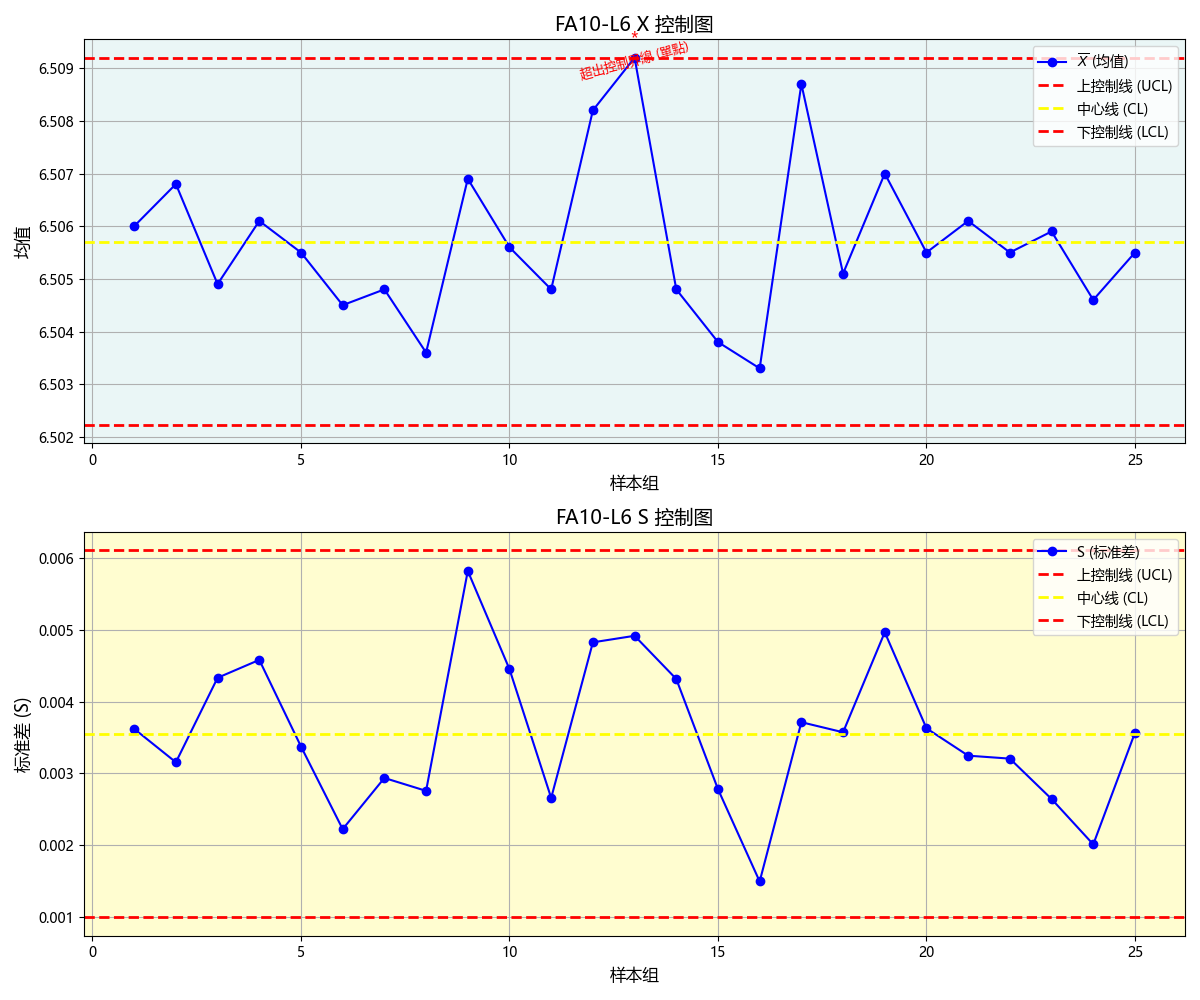 FA10-L6 X 控制图
*
超出控制界線 (單點)
X (均值)
上控制线 (UCL)
中心线 (CL)
下控制线 (LCL)
6.509
6.508
6.507
6.506
6.505
6.504
6.503
6.502
均值
0 5 10 15 20 25
样本组
FA10-L6 S 控制图
S (标准差)
上控制线 (UCL)
中心线 (CL)
下控制线 (LCL)
0.006
0.005
0.004
0.003
0.002
0.001
标准差 (S)
0 5 10 15 20 25
样本组